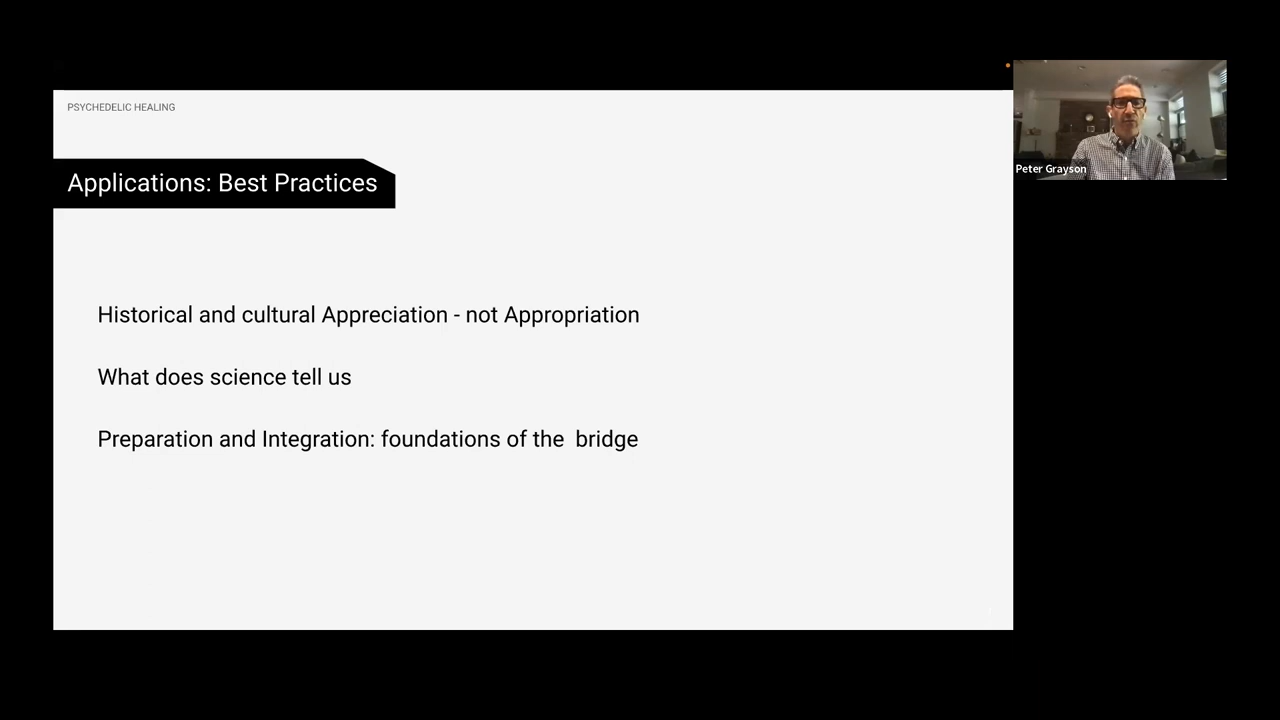 PSYCHEDELIC HEALING
Applications: Best Practices
Historical and cultural Appreciation - not Appropriation
What does science tell us
Preparation and Integration: foundations of the  bridge
Peter Grayson